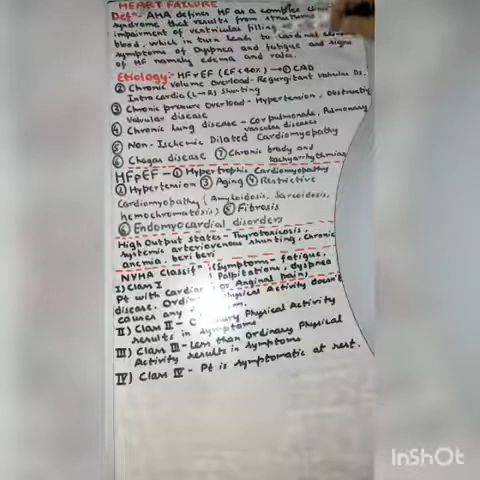 HEART FAILURE
Def:- AHA defines HF as a complex
syndrome that results from structural
impairment of ventricular filling
blood, which in turn leads to cardinal
symptoms of Dyspnea and fatigue and signs
of HF namely edema and rales.
Etiology:- HFrEF (EF<40%) → ① CAD
② Chronic volume overload - Regurgitant Valvular Ds,
Intracardiac (L→R) shunting
③ Chronic pressure overload - Hypertension, Obstructive
Valvular disease
④ Chronic lung disease - Cor pulmonale, Pulmonary
vascular diseases
⑤ Non-Ischemic Dilated Cardiomyopathy
⑥ Chagas disease ⑦ Chronic brady and
tachyarrhythmias
HFpEF - ① Hypertrophic Cardiomyopathy
② Hypertension ③ Aging ④ Restrictive
Cardiomyopathy (Amyloidosis, Sarcoidosis,
hemochromatosis) ⑤ Fibrosis
⑥ Endomyocardial disorders
High Output states - Thyrotoxicosis,
systemic arteriovenous shunting, chronic
anemia, beri beri
NYHA Classif (Symptoms - fatigue,
I) Class I Palpitations, dyspnea
Pt with cardiac or Anginal pain)
disease. Physical Activity doesn't
causes any
II) Class II - Physical Activity
results in symptoms
III) Class III - Less than Ordinary Physical
Activity results in symptoms
IV) Class IV - Pt is symptomatic at rest.
InShOt